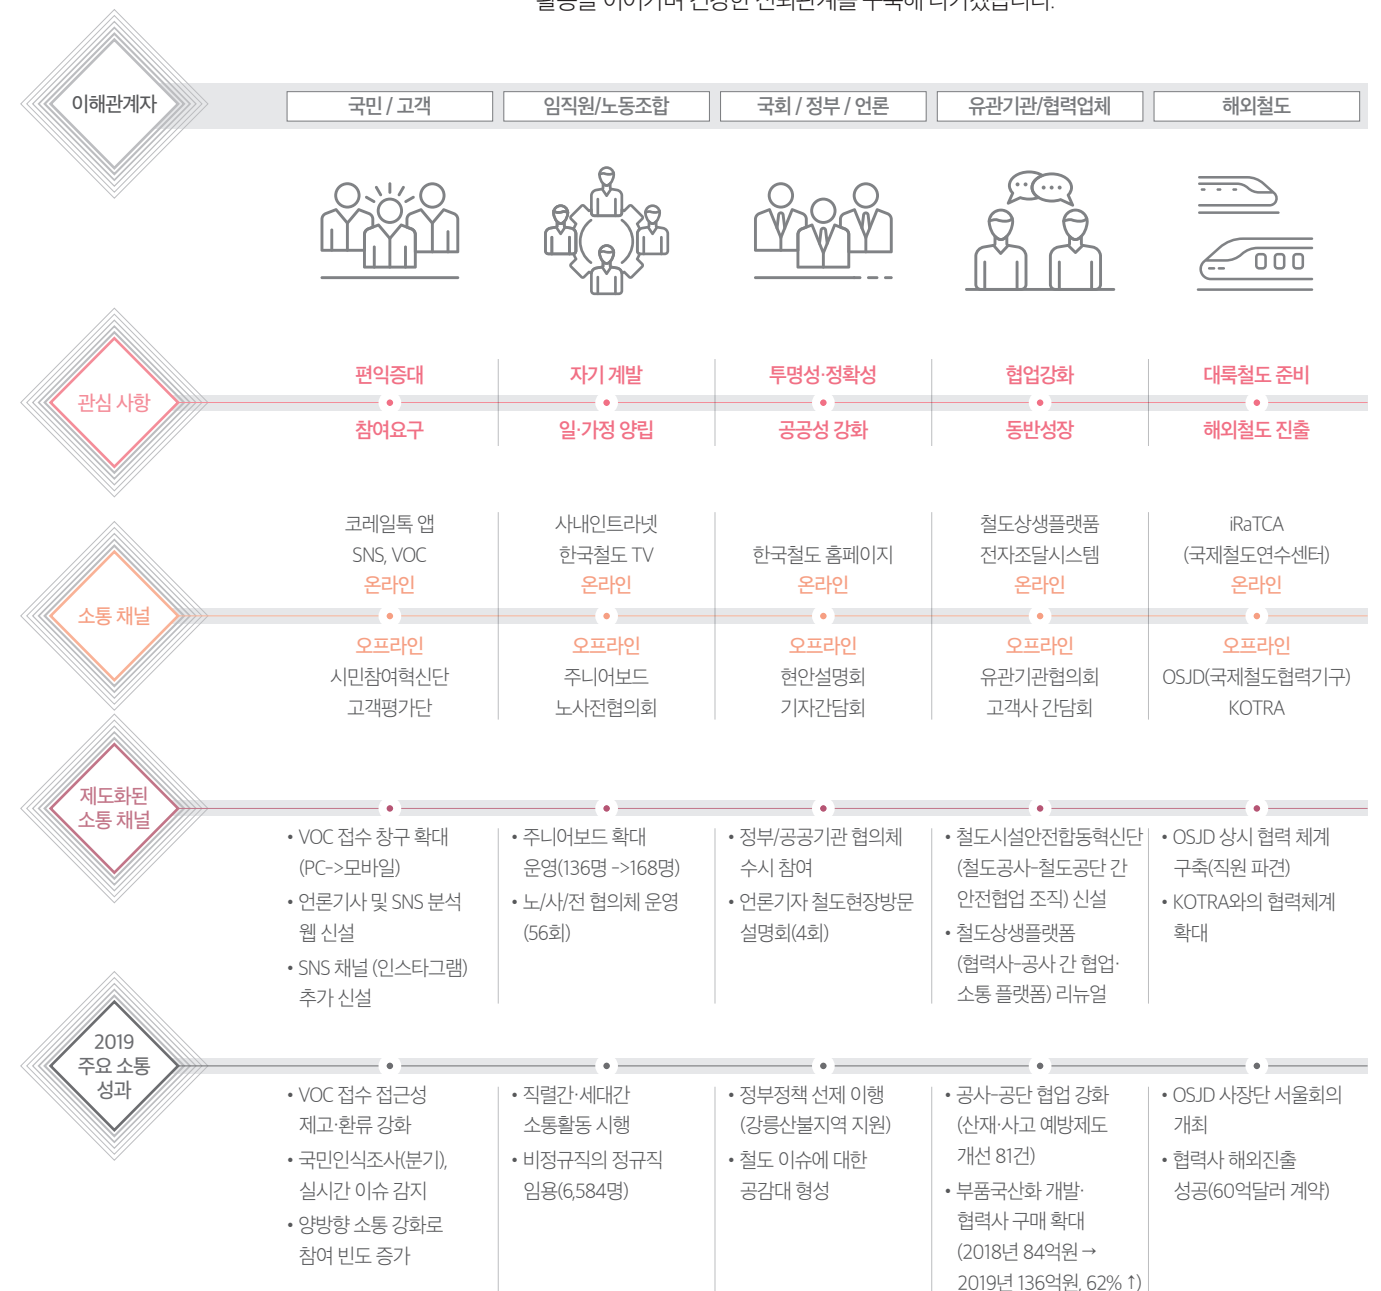 활동을 이어가며 건강한 신뢰관계를 구축해 나가겠습니다.
이해관계자
국민 / 고객
임직원/노동조합
국회 / 정부 / 언론
유관기관/협력업체
해외철도
관심 사항
편익증대
참여요구
자기 계발
일·가정 양립
투명성·정확성
공공성 강화
협업강화
동반성장
대륙철도 준비
해외철도 진출
소통 채널
코레일톡 앱
SNS, VOC
온라인
오프라인
시민참여혁신단
고객평가단
사내인트라넷
한국철도 TV
온라인
오프라인
주니어보드
노사전협의회
한국철도 홈페이지
온라인
오프라인
현안설명회
기자간담회
철도상생플랫폼
전자조달시스템
온라인
오프라인
유관기관협의회
고객사 간담회
iRaTCA
(국제철도연수센터)
온라인
오프라인
OSJD(국제철도협력기구)
KOTRA
제도화된
소통 채널
• VOC 접수 창구 확대
(PC->모바일)
• 언론기사 및 SNS 분석
웹 신설
• SNS 채널 (인스타그램)
추가 신설
• 주니어보드 확대
운영(136명 ->168명)
• 노/사/전 협의체 운영
(56회)
• 정부/공공기관 협의체
수시 참여
• 언론기자 철도현장방문
설명회(4회)
• 철도시설안전합동혁신단
(철도공사-철도공단 간
안전협업 조직) 신설
• 철도상생플랫폼
(협력사-공사 간 협업·
소통 플랫폼) 리뉴얼
• OSJD 상시 협력 체계
구축(직원 파견)
• KOTRA와의 협력체계
확대
2019
주요 소통
성과
• VOC 접수 접근성
제고·환류 강화
• 국민인식조사(분기),
실시간 이슈 감지
• 양방향 소통 강화로
참여 빈도 증가
• 직렬간·세대간
소통활동 시행
• 비정규직의 정규직
임용(6,584명)
• 정부정책 선제 이행
(강릉산불지역 지원)
• 철도 이슈에 대한
공감대 형성
• 공사-공단 협업 강화
(산재·사고 예방제도
개선 81건)
• 부품국산화 개발·
협력사 구매 확대
(2018년 84억원 →
2019년 136억원, 62% ↑)
• OSJD 사장단 서울회의
개최
• 협력사 해외진출
성공(60억달러 계약)